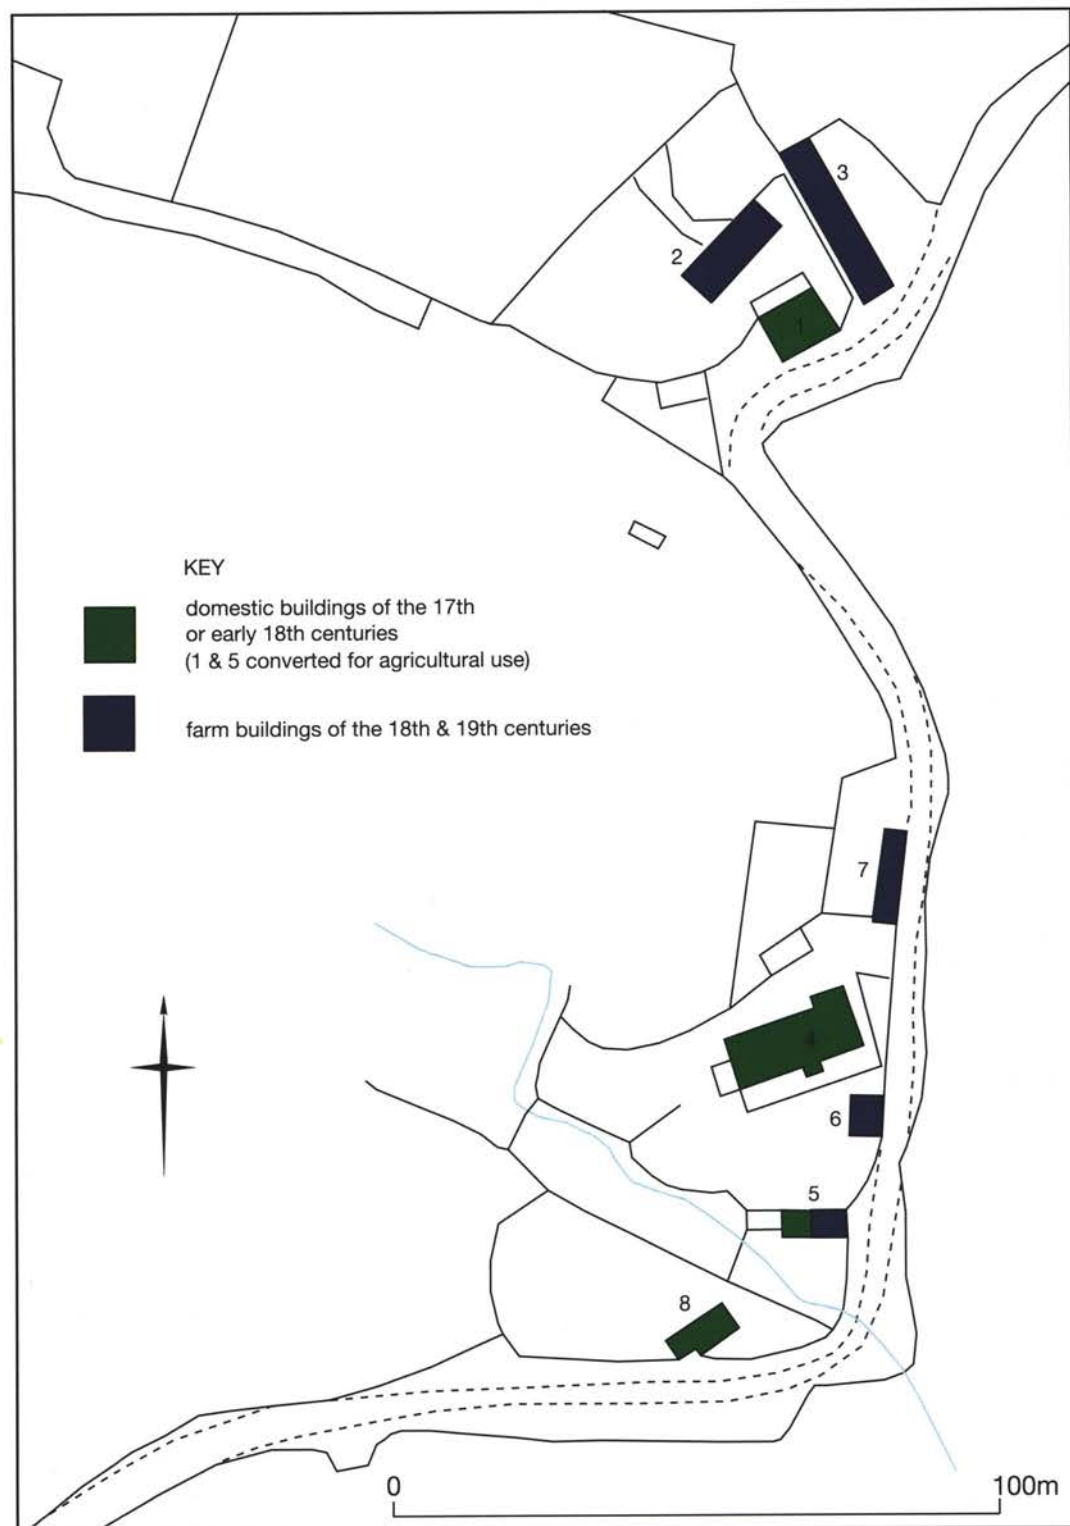 3
2
1
KEY
domestic buildings of the 17th
or early 18th centuries
(1 & 5 converted for agricultural use)
farm buildings of the 18th & 19th centuries
7
4
6
5
8
0 100m